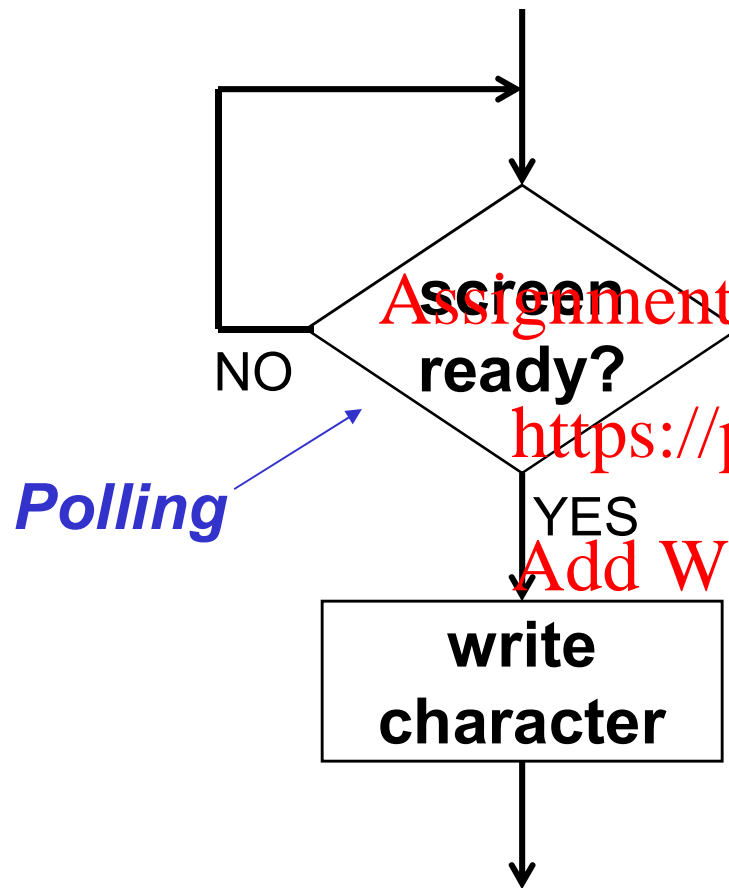 screen
Assignment
ready?
NO
https://p
Polling
YES
Add W
write
character